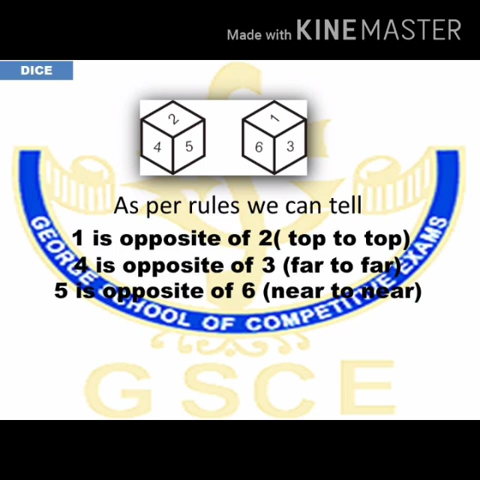 Made with KINEMASTER
DICE
2
4 5
1
6 3
As per rules we can tell
1 is opposite of 2( top to top)
4 is opposite of 3 (far to far)
5 is opposite of 6 (near to near)
GEORGE SCHOOL OF COMPETITIVE EXAMS
GSCE